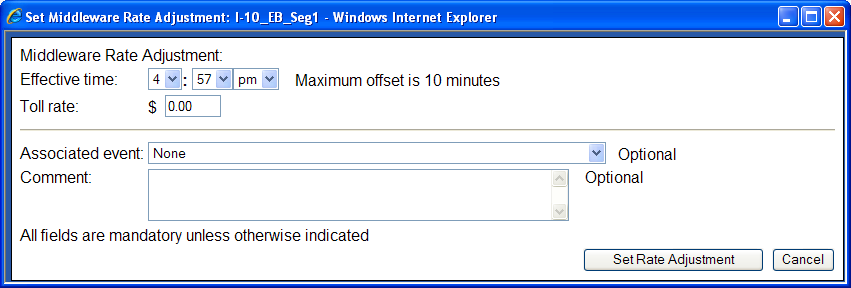 Set Middleware Rate Adjustment: I-10_EB_Seg1 - Windows Internet Explorer
Middleware Rate Adjustment:
Effective time: 4 : 57 pm Maximum offset is 10 minutes
Toll rate: $ 0.00
Associated event: None Optional
Comment: Optional
All fields are mandatory unless otherwise indicated
Set Rate Adjustment Cancel